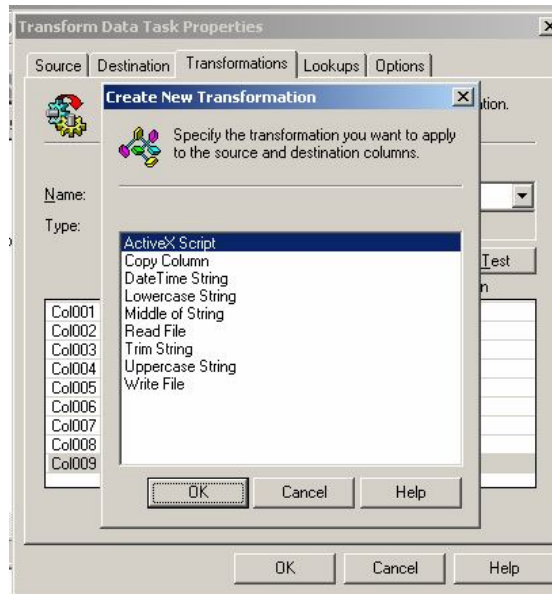 Transform Data Task Properties
Source Destination Transformations Lookups Options
Create New Transformation
Specify the transformation you want to apply
to the source and destination columns.
Name:
Type:
ActiveX Script
Copy Column
DateTime String
Lowercase String
Middle of String
Read File
Trim String
Uppercase String
Write File
Test
Col001
Col002
Col003
Col004
Col005
Col006
Col007
Col008
Col009
OK Cancel Help
OK Cancel Help